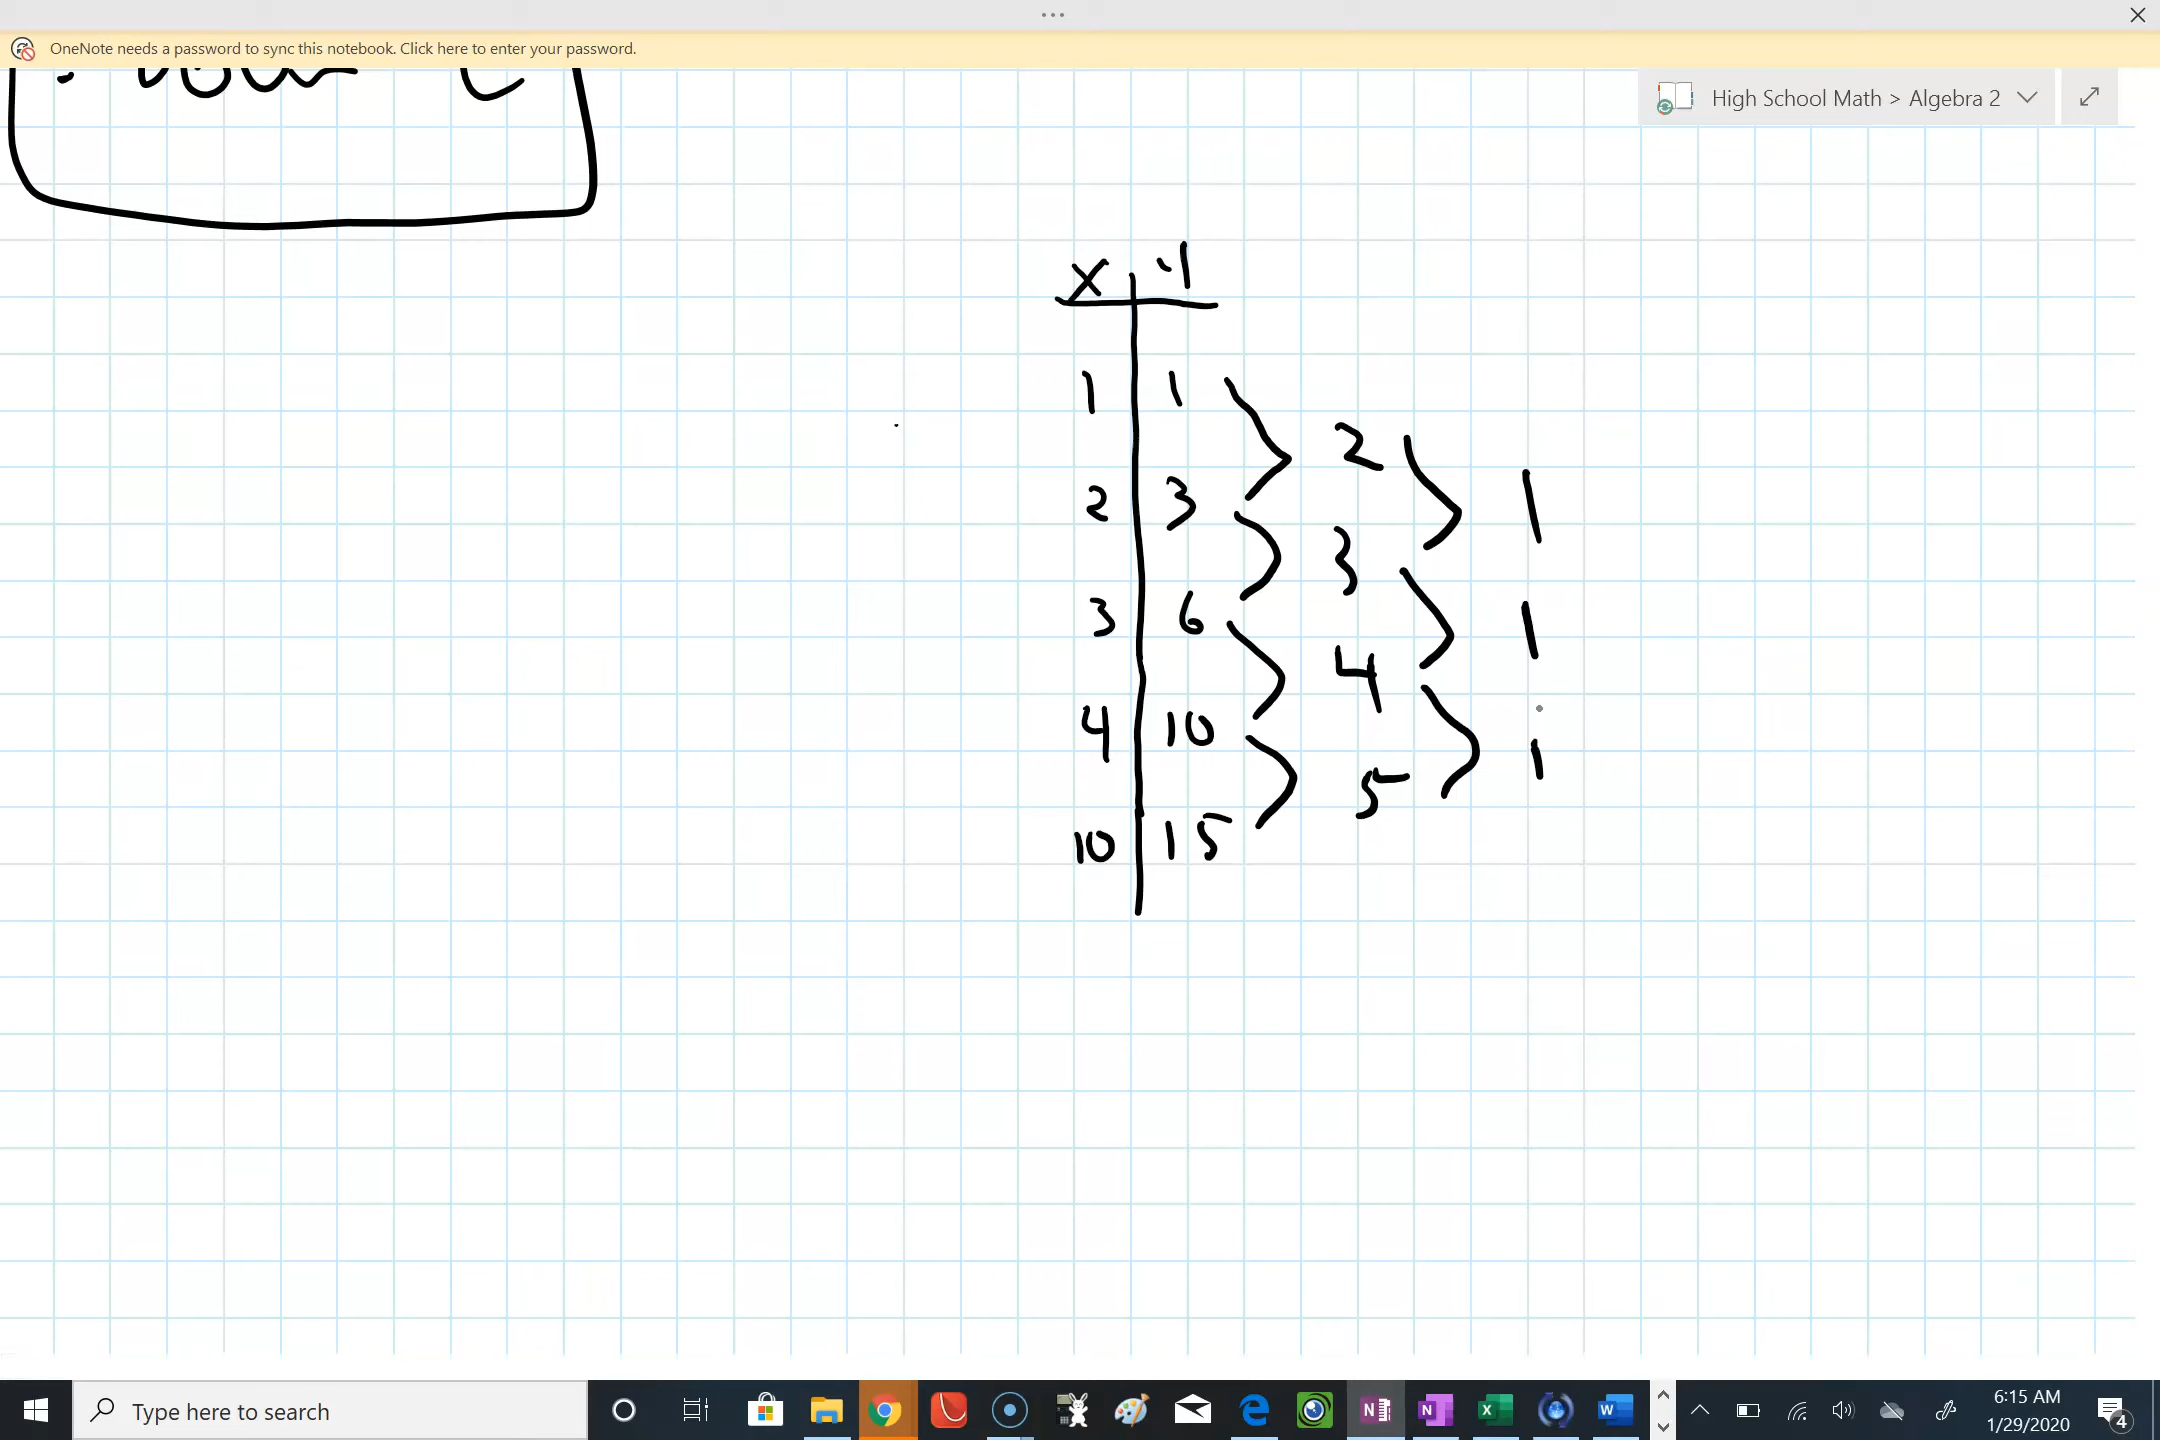 OneNote needs a password to sync this notebook. Click here to enter your password.
High School Math > Algebra 2
x y
1 1
2
2 3 1
3
3 6 1
4
4 10 1
5
10 15
Type here to search
6:15 AM
1/29/2020
4